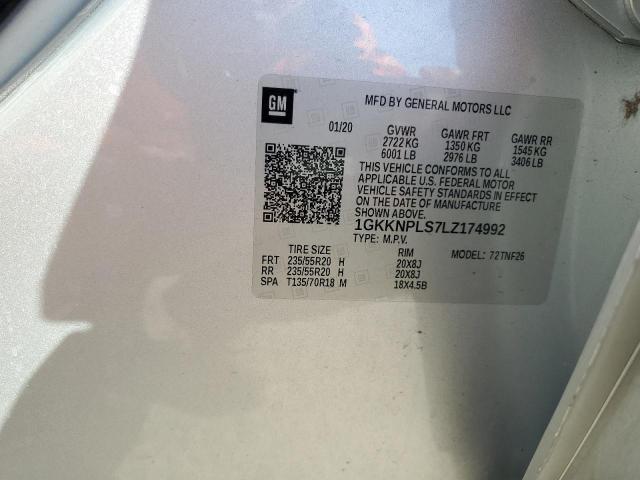 GM
MFD BY GENERAL MOTORS LLC
01/20 GVWR GAWR FRT GAWR RR
2722 KG 1350 KG 1545 KG
6001 LB 2976 LB 3406 LB
THIS VEHICLE CONFORMS TO ALL
APPLICABLE U.S. FEDERAL MOTOR
VEHICLE SAFETY STANDARDS IN EFFECT
ON THE DATE OF MANUFACTURE
SHOWN ABOVE.
1GKKNPLS7LZ174992
TYPE: M.P.V. MODEL: 72TNF26
TIRE SIZE RIM
FRT 235/55R20 H 20X8J
RR 235/55R20 H 20X8J
SPA T135/70R18 M 18X4.5B